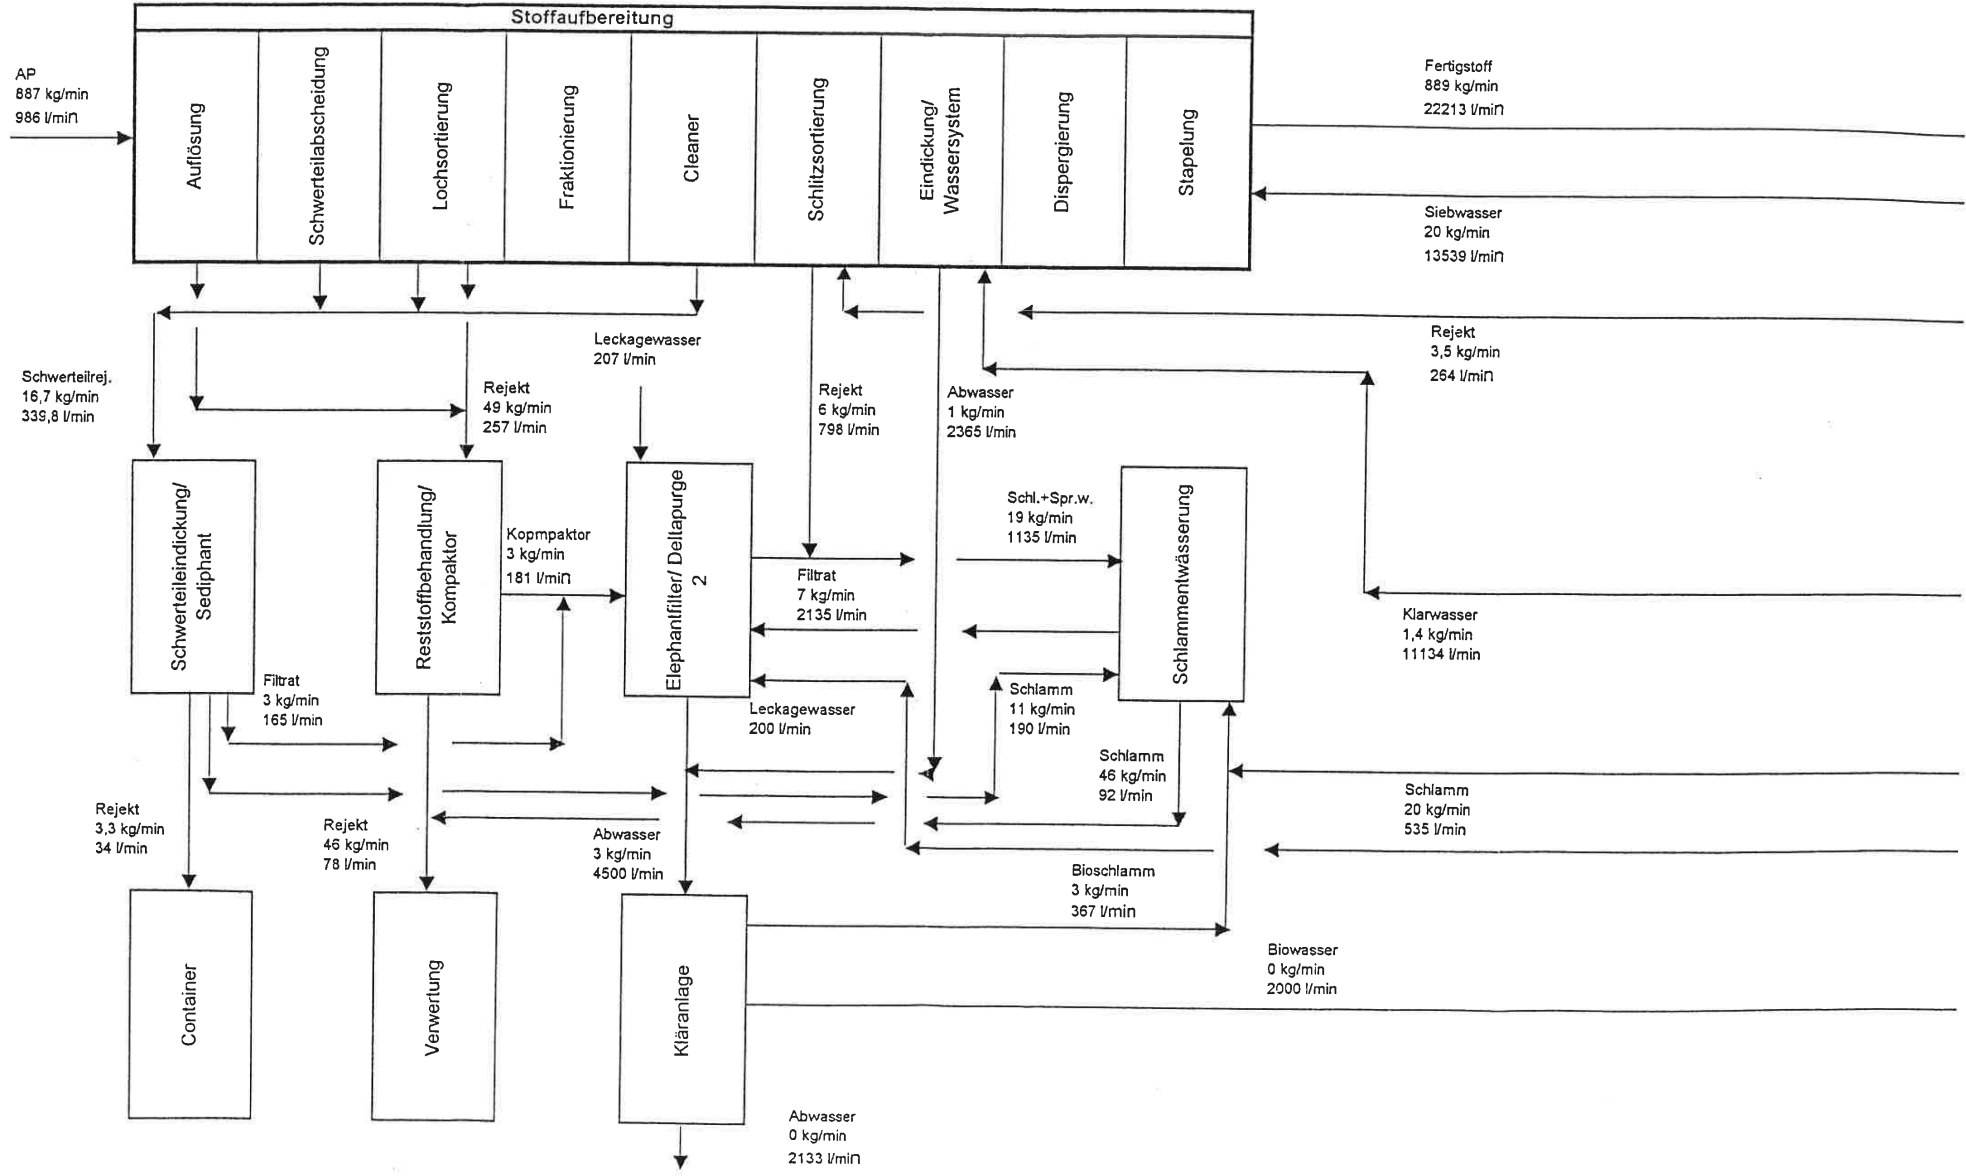 Stoffaufbereitung
AP
887 kg/min
986 l/min
Auflösung
Schwerteilabscheidung
Lochsortierung
Fraktionierung
Cleaner
Schlitzsortierung
Eindickung/
Wassersystem
Dispergierung
Stapelung
Fertigstoff
889 kg/min
22213 l/min
Siebwasser
20 kg/min
13539 l/min
Rejekt
3,5 kg/min
264 l/min
Leckagewasser
207 l/min
Schwerteilrej.
16,7 kg/min
339,8 l/min
Rejekt
49 kg/min
257 l/min
Rejekt
6 kg/min
798 l/min
Abwasser
1 kg/min
2365 l/min
Schwerteileindickung/
Sediphant
Reststoffbehandlung/
Kompaktor
Kopmpaktor
3 kg/min
181 l/min
Elephantfilter/ Deltapurge
2
Schl.+Spr.w.
19 kg/min
1135 l/min
Filtrat
7 kg/min
2135 l/min
Schlammentwässerung
Klarwasser
1,4 kg/min
11134 l/min
Filtrat
3 kg/min
165 l/min
Leckagewasser
200 l/min
Schlamm
11 kg/min
190 l/min
Schlamm
46 kg/min
92 l/min
Schlamm
20 kg/min
535 l/min
Rejekt
3,3 kg/min
34 l/min
Rejekt
46 kg/min
78 l/min
Abwasser
3 kg/min
4500 l/min
Bioschlamm
3 kg/min
367 l/min
Container
Verwertung
Kläranlage
Biowasser
0 kg/min
2000 l/min
Abwasser
0 kg/min
2133 l/min